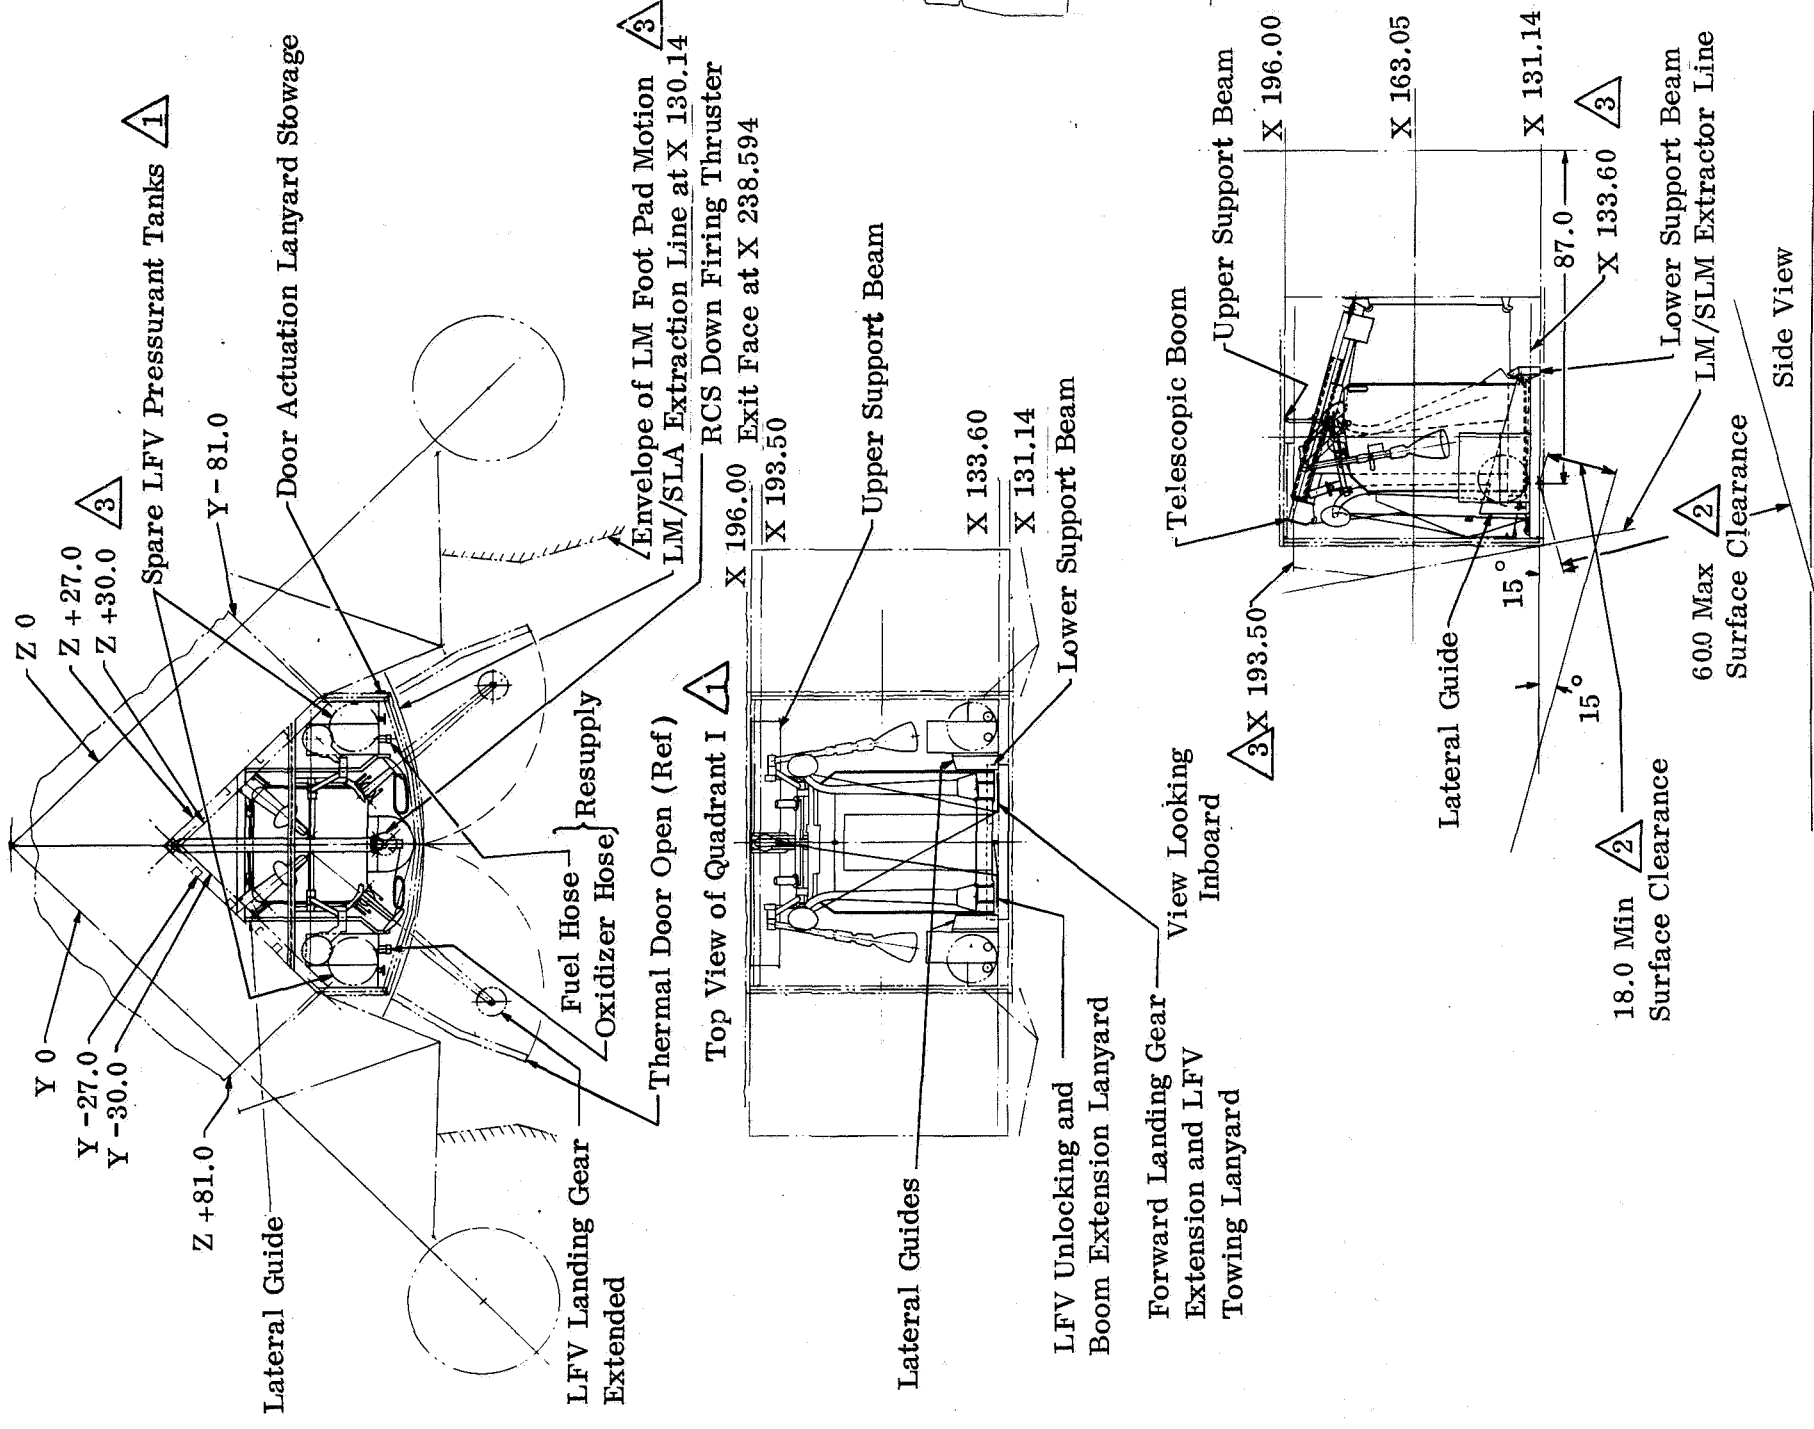 Z 0
Z +27.0
Z +30.0
3
Spare LFV Pressurant Tanks
1
Y -81.0
Door Actuation Lanyard Stowage
Y 0
Y -27.0
Y -30.0
Z +81.0
Lateral Guide
LFV Landing Gear
Extended
Fuel Hose
Oxidizer Hose
Resupply
Thermal Door Open (Ref)
Envelope of LM Foot Pad Motion
3
LM/SLA Extraction Line at X 130.14
RCS Down Firing Thruster
Exit Face at X 238.594
Top View of Quadrant I
1
X 196.00
X 193.50
Upper Support Beam
X 133.60
X 131.14
Lower Support Beam
Lateral Guides
LFV Unlocking and
Boom Extension Lanyard
Forward Landing Gear
Extension and LFV
Towing Lanyard
View Looking
Inboard
Telescopic Boom
Upper Support Beam
X 196.00
X 163.05
X 131.14
3
X 193.50
Lateral Guide
15°
15°
87.0
X 133.60
3
Lower Support Beam
LM/SLM Extractor Line
18.0 Min
2
Surface Clearance
60.0 Max
2
Surface Clearance
Side View